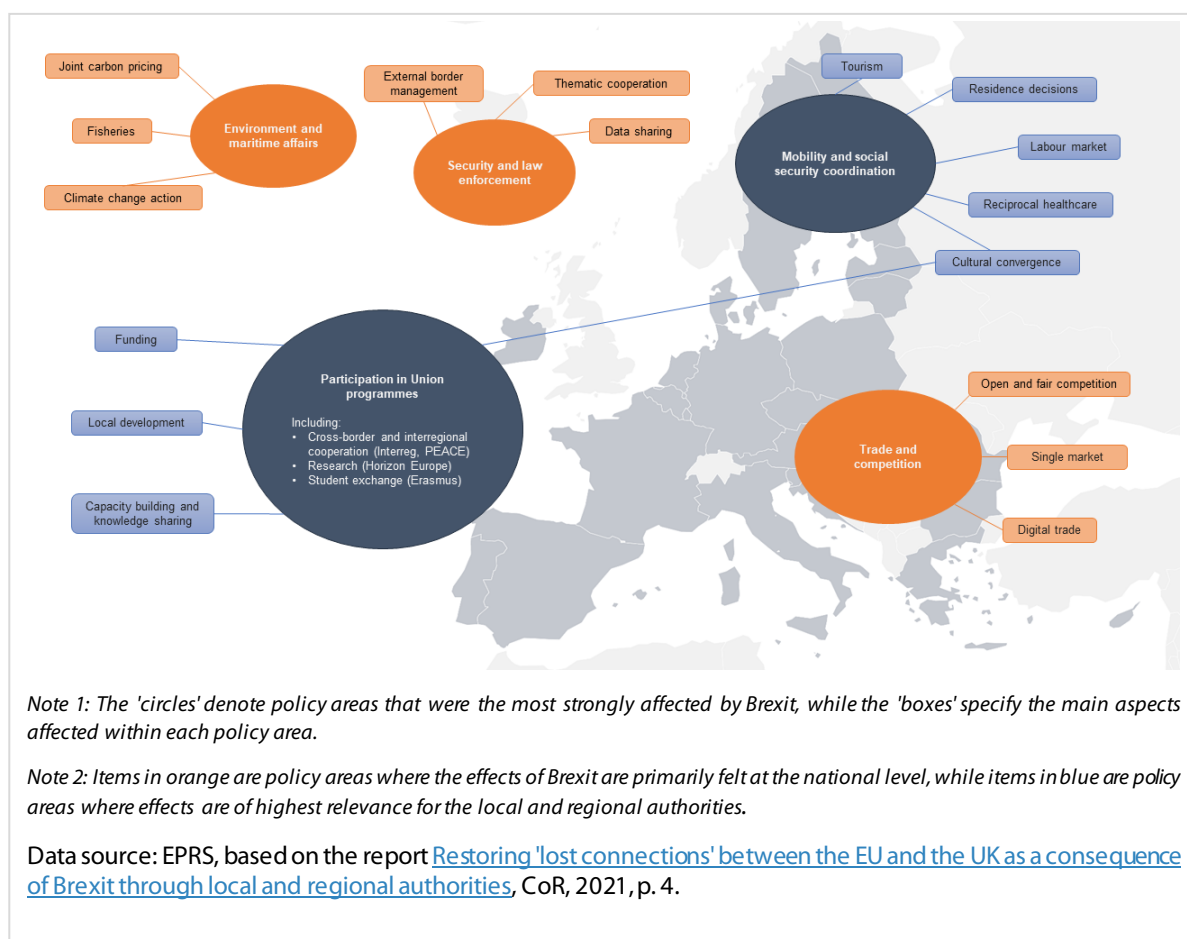 Joint carbon pricing
Fisheries
Climate change action
Environment and
maritime affairs
External border
management
Thematic cooperation
Data sharing
Security and law
enforcement
Tourism
Residence decisions
Labour market
Reciprocal healthcare
Cultural convergence
Mobility and social
security coordination
Funding
Local development
Capacity building and
knowledge sharing
Participation in Union
programmes
Including:
• Cross-border and interregional
cooperation (Interreg, PEACE)
• Research (Horizon Europe)
• Student exchange (Erasmus)
Trade and
competition
Open and fair competition
Single market
Digital trade
Note 1: The 'circles' denote policy areas that were the most strongly affected by Brexit, while the 'boxes' specify the main aspects
affected within each policy area.
Note 2: Items in orange are policy areas where the effects of Brexit are primarily felt at the national level, while items in blue are policy
areas where effects are of highest relevance for the local and regional authorities.
Data source: EPRS, based on the report Restoring 'lost connections' between the EU and the UK as a consequence
of Brexit through local and regional authorities, CoR, 2021, p. 4.